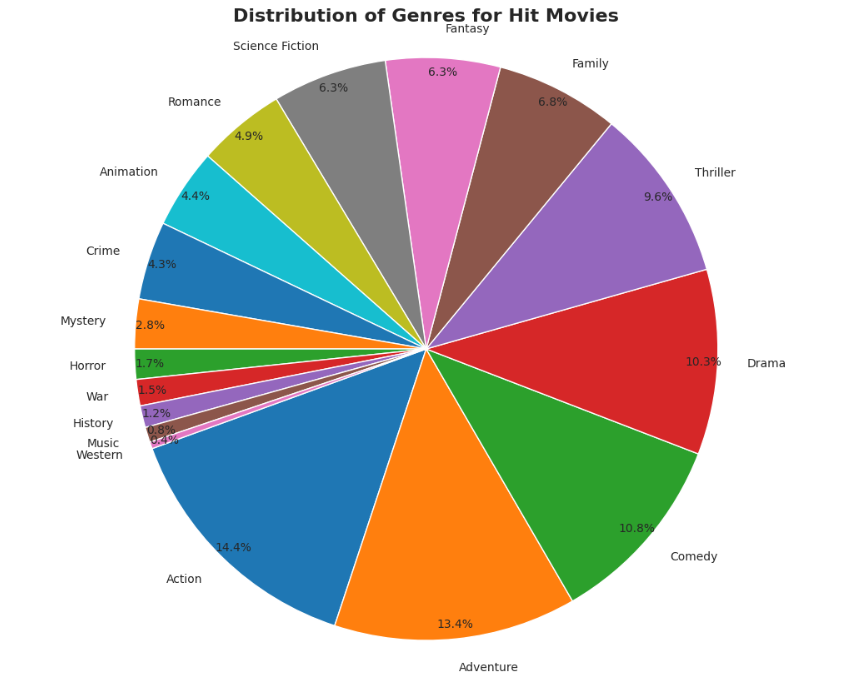 Distribution of Genres for Hit Movies
Fantasy
Science Fiction
Family
6.3%
6.3%
6.8%
Romance
4.9%
Thriller
9.6%
Animation
4.4%
Crime
4.3%
Mystery
2.8%
Horror
1.7%
Drama
10.3%
War
1.5%
History
1.2%
Music
0.8%
Western
0.4%
Action
14.4%
Comedy
10.8%
Adventure
13.4%